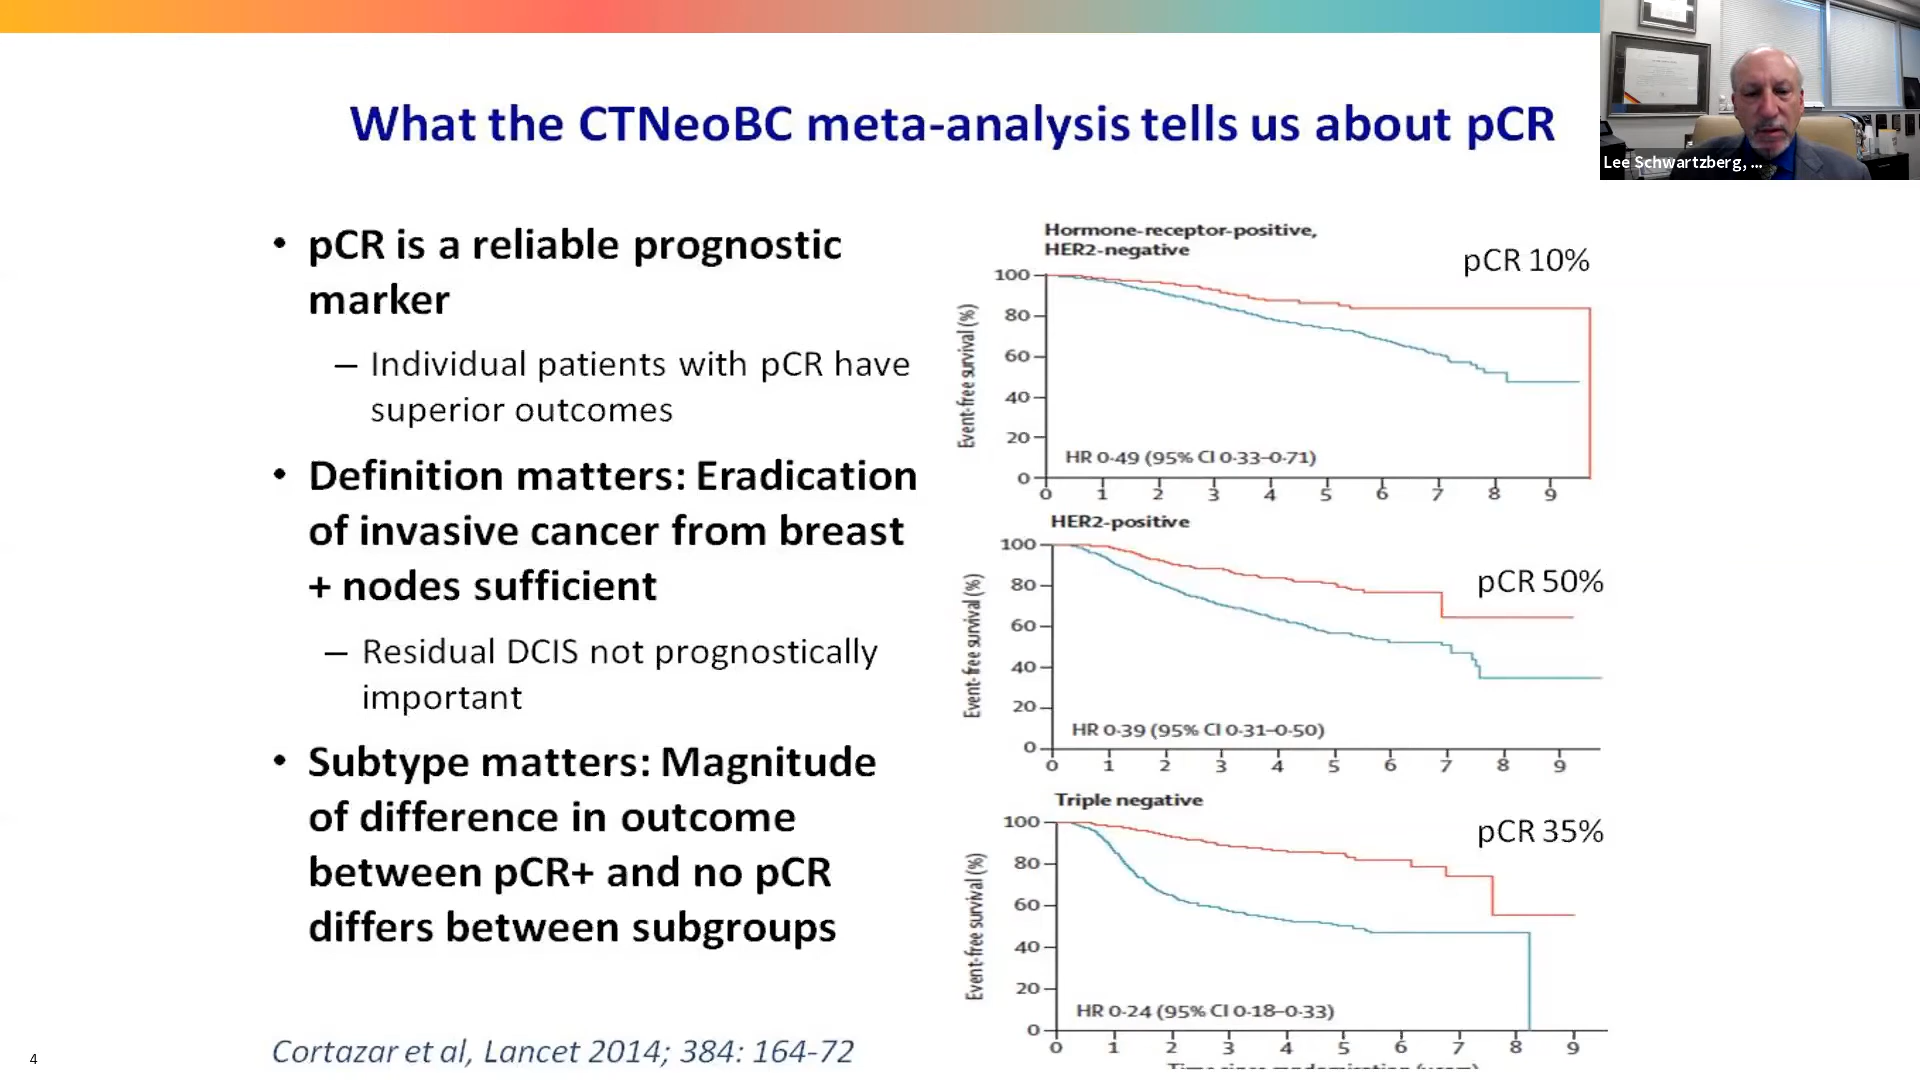 Lee Schwartzberg, ...
What the CTNeoBC meta-analysis tells us about pCR
• pCR is a reliable prognostic
marker
– Individual patients with pCR have
superior outcomes
• Definition matters: Eradication
of invasive cancer from breast
+ nodes sufficient
– Residual DCIS not prognostically
important
• Subtype matters: Magnitude
of difference in outcome
between pCR+ and no pCR
differs between subgroups
Cortazar et al, Lancet 2014; 384: 164-72
4
Hormone-receptor-positive,
HER2-negative
pCR 10%
Event-free survival (%)
100
80
60
40
20
0
HR 0·49 (95% CI 0·33–0·71)
0 1 2 3 4 5 6 7 8 9
HER2-positive
pCR 50%
Event-free survival (%)
100
80
60
40
20
0
HR 0·39 (95% CI 0·31–0·50)
0 1 2 3 4 5 6 7 8 9
Triple negative
pCR 35%
Event-free survival (%)
100
80
60
40
20
0
HR 0·24 (95% CI 0·18–0·33)
0 1 2 3 4 5 6 7 8 9
Time since randomisation (years)